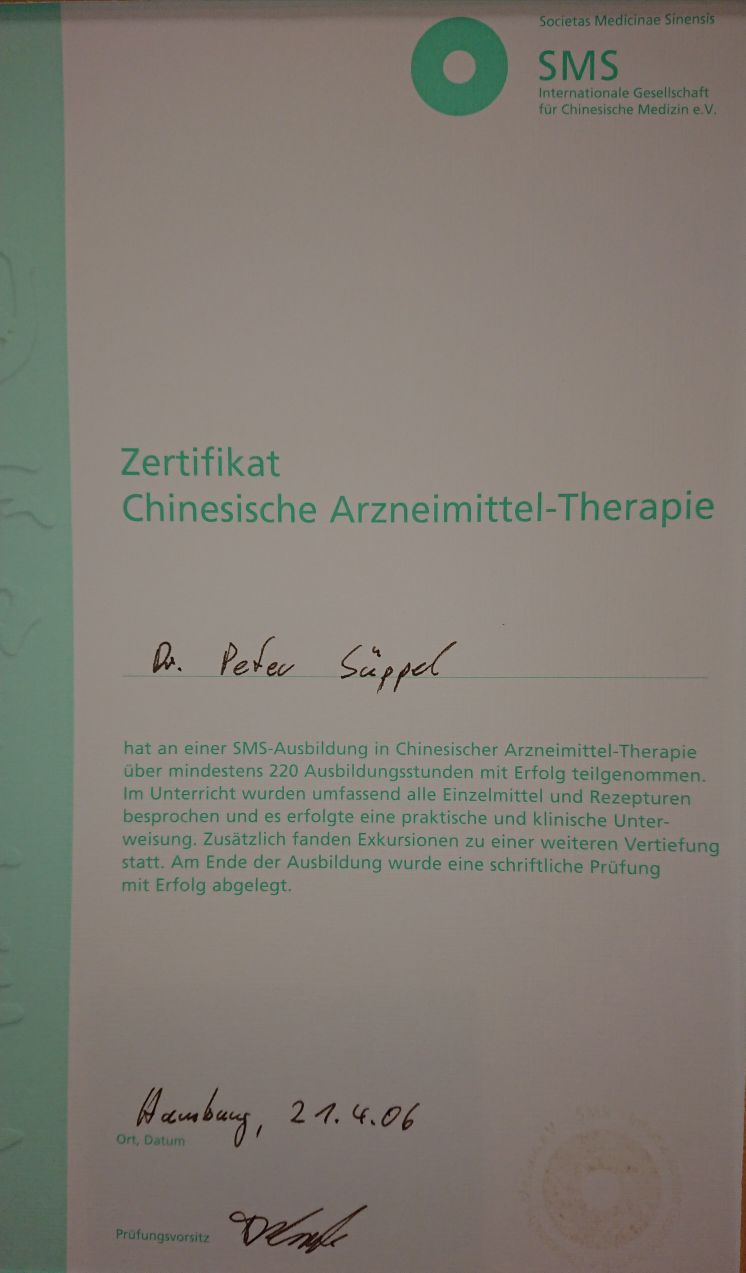 Societas Medicinae Sinensis
SMS
Internationale Gesellschaft
für Chinesische Medizin e.V.
Zertifikat
Chinesische Arzneimittel-Therapie
Dr. Peter Süppel
hat an einer SMS-Ausbildung in Chinesischer Arzneimittel-Therapie
über mindestens 220 Ausbildungsstunden mit Erfolg teilgenommen.
Im Unterricht wurden umfassend alle Einzelmittel und Rezepturen
besprochen und es erfolgte eine praktische und klinische Unter-
weisung. Zusätzlich fanden Exkursionen zu einer weiteren Vertiefung
statt. Am Ende der Ausbildung wurde eine schriftliche Prüfung
mit Erfolg abgelegt.
Hamburg, 21.4.06
Ort, Datum
Prüfungsvorsitz